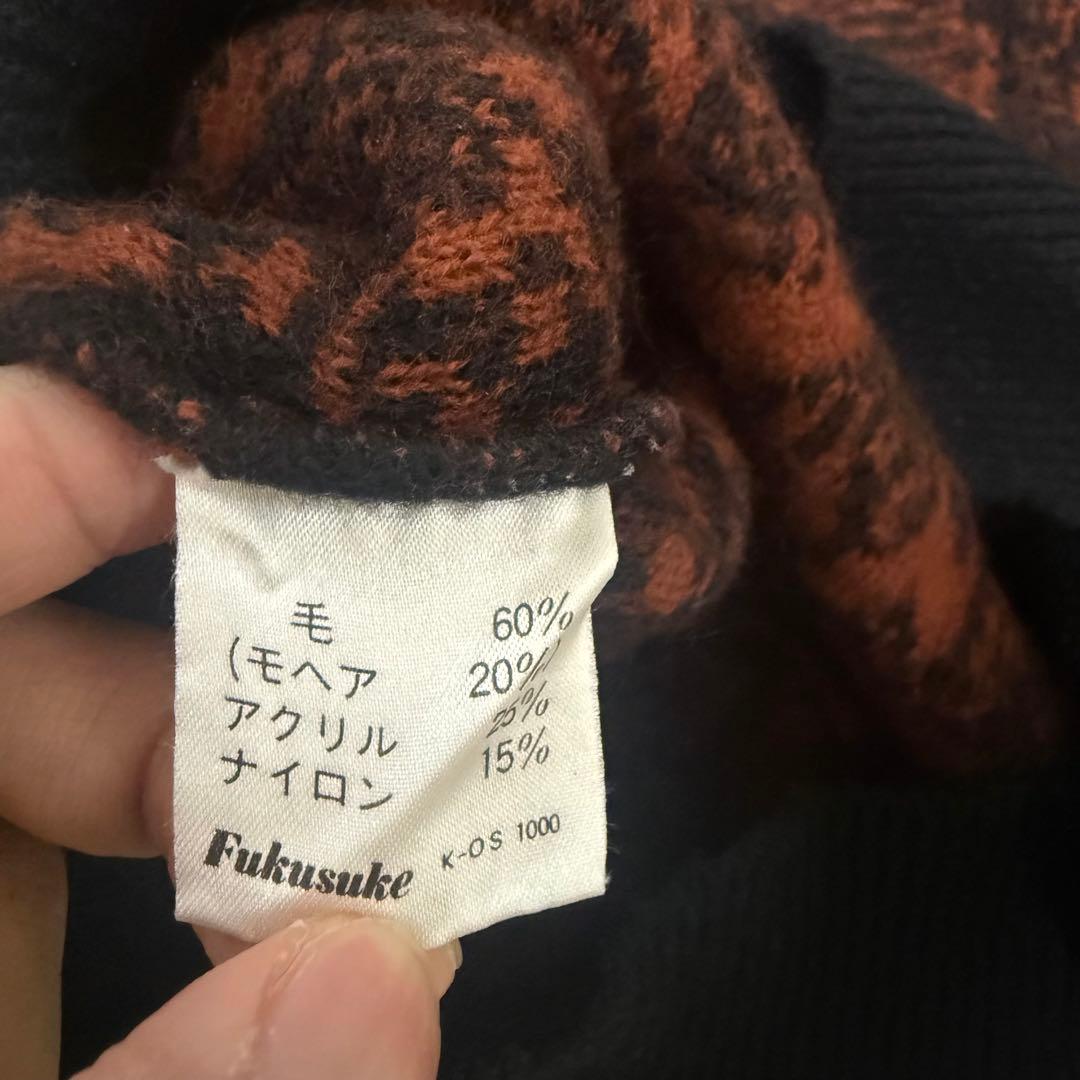 毛 60%
(モヘア 20%)
アクリル 25%
ナイロン 15%
Fukusuke K-OS 1000